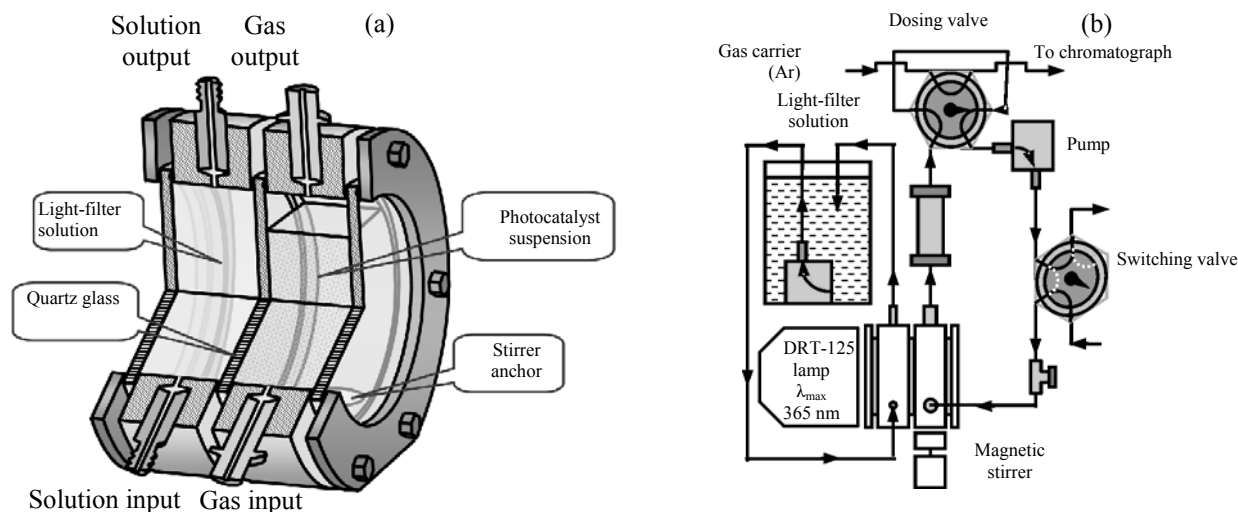 Solution
output
Gas
output
(a)
Light-filter
solution
Photocatalyst
suspension
Quartz glass
Stirrer
anchor
Solution input
Gas input
Dosing valve
(b)
Gas carrier
(Ar)
To chromatograph
Light-filter
solution
Pump
Switching valve
DRT-125
lamp
λmax
365 nm
Magnetic
stirrer